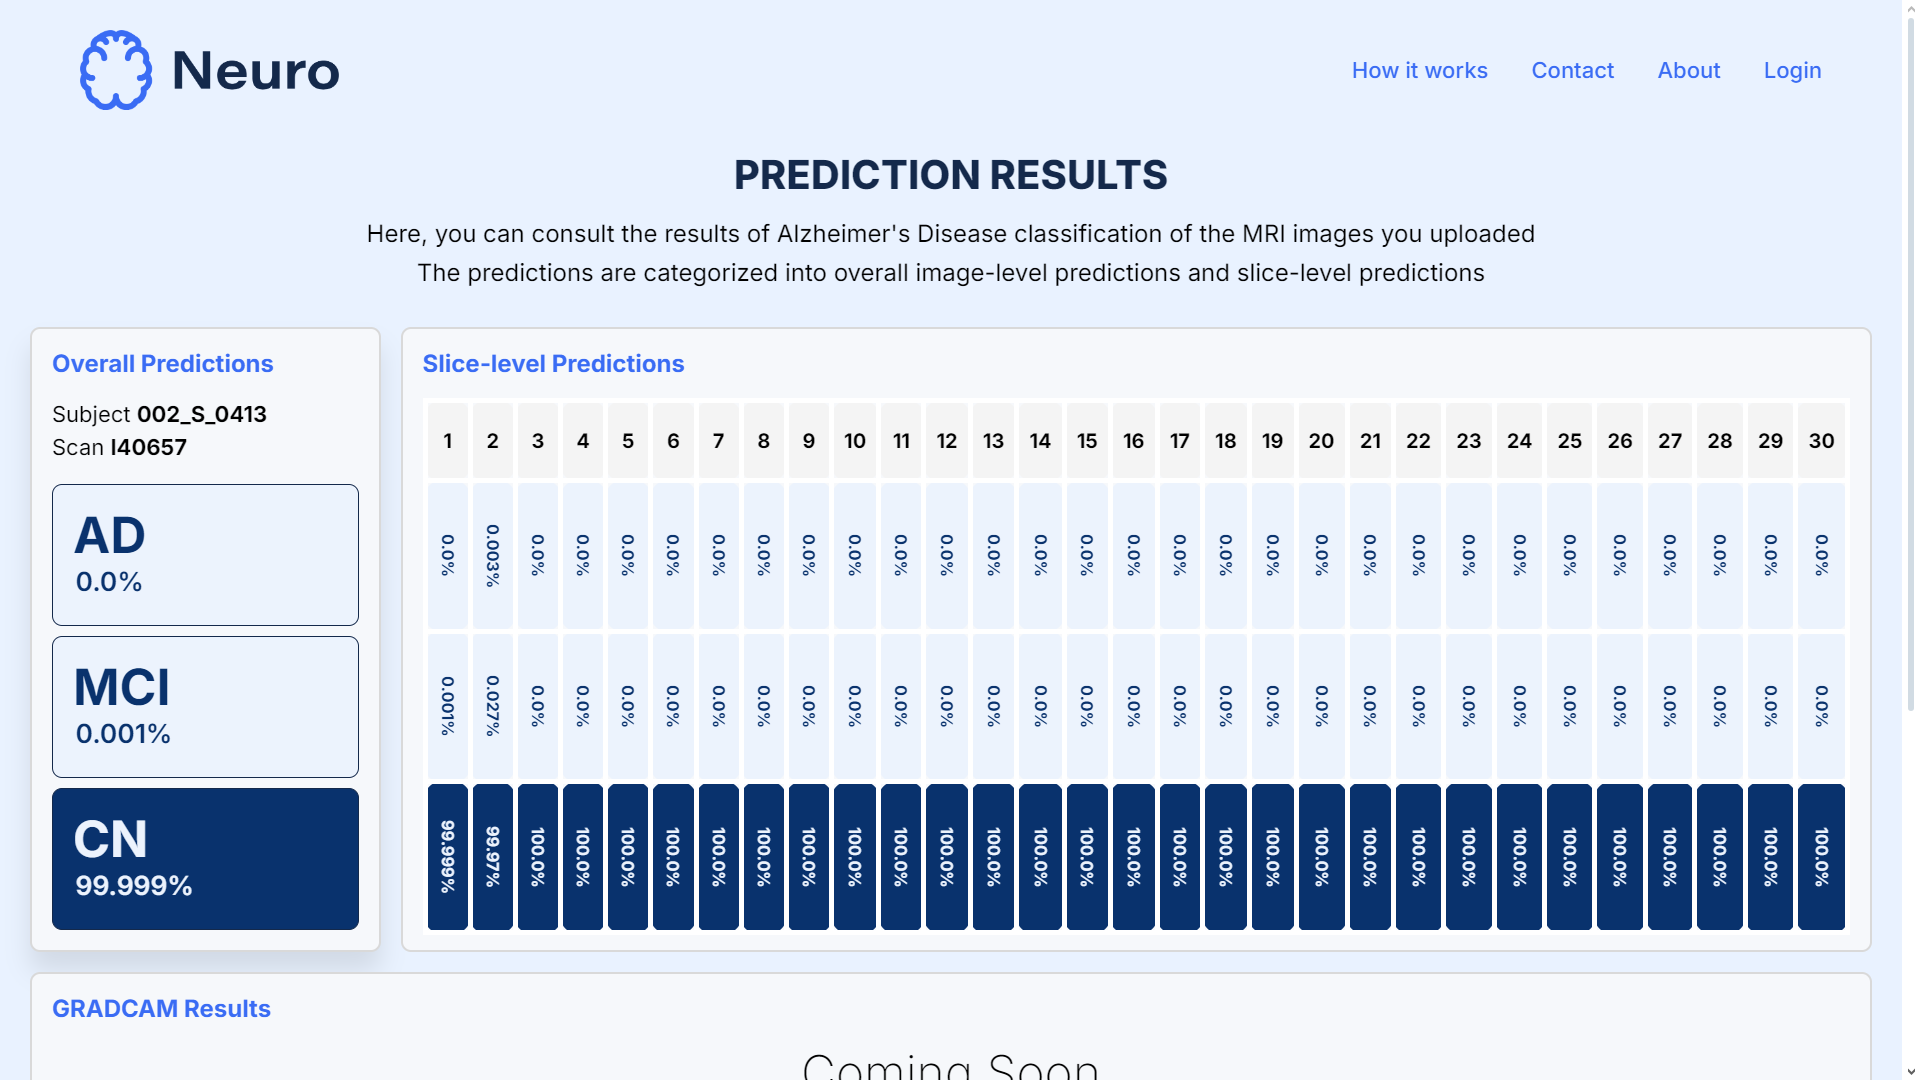 Neuro
How it works Contact About Login
PREDICTION RESULTS
Here, you can consult the results of Alzheimer's Disease classification of the MRI images you uploaded
The predictions are categorized into overall image-level predictions and slice-level predictions
Overall Predictions
Subject 002_S_0413
Scan I40657
AD
0.0%
MCI
0.001%
CN
99.999%
Slice-level Predictions
1 2 3 4 5 6 7 8 9 10 11 12 13 14 15 16 17 18 19 20 21 22 23 24 25 26 27 28 29 30
0.0% 0.003% 0.0% 0.0% 0.0% 0.0% 0.0% 0.0% 0.0% 0.0% 0.0% 0.0% 0.0% 0.0% 0.0% 0.0% 0.0% 0.0% 0.0% 0.0% 0.0% 0.0% 0.0% 0.0% 0.0% 0.0% 0.0% 0.0% 0.0% 0.0%
0.001% 0.027% 0.0% 0.0% 0.0% 0.0% 0.0% 0.0% 0.0% 0.0% 0.0% 0.0% 0.0% 0.0% 0.0% 0.0% 0.0% 0.0% 0.0% 0.0% 0.0% 0.0% 0.0% 0.0% 0.0% 0.0% 0.0% 0.0% 0.0% 0.0%
99.999% 99.97% 100.0% 100.0% 100.0% 100.0% 100.0% 100.0% 100.0% 100.0% 100.0% 100.0% 100.0% 100.0% 100.0% 100.0% 100.0% 100.0% 100.0% 100.0% 100.0% 100.0% 100.0% 100.0% 100.0% 100.0% 100.0% 100.0% 100.0% 100.0%
GRADCAM Results
Coming Soon